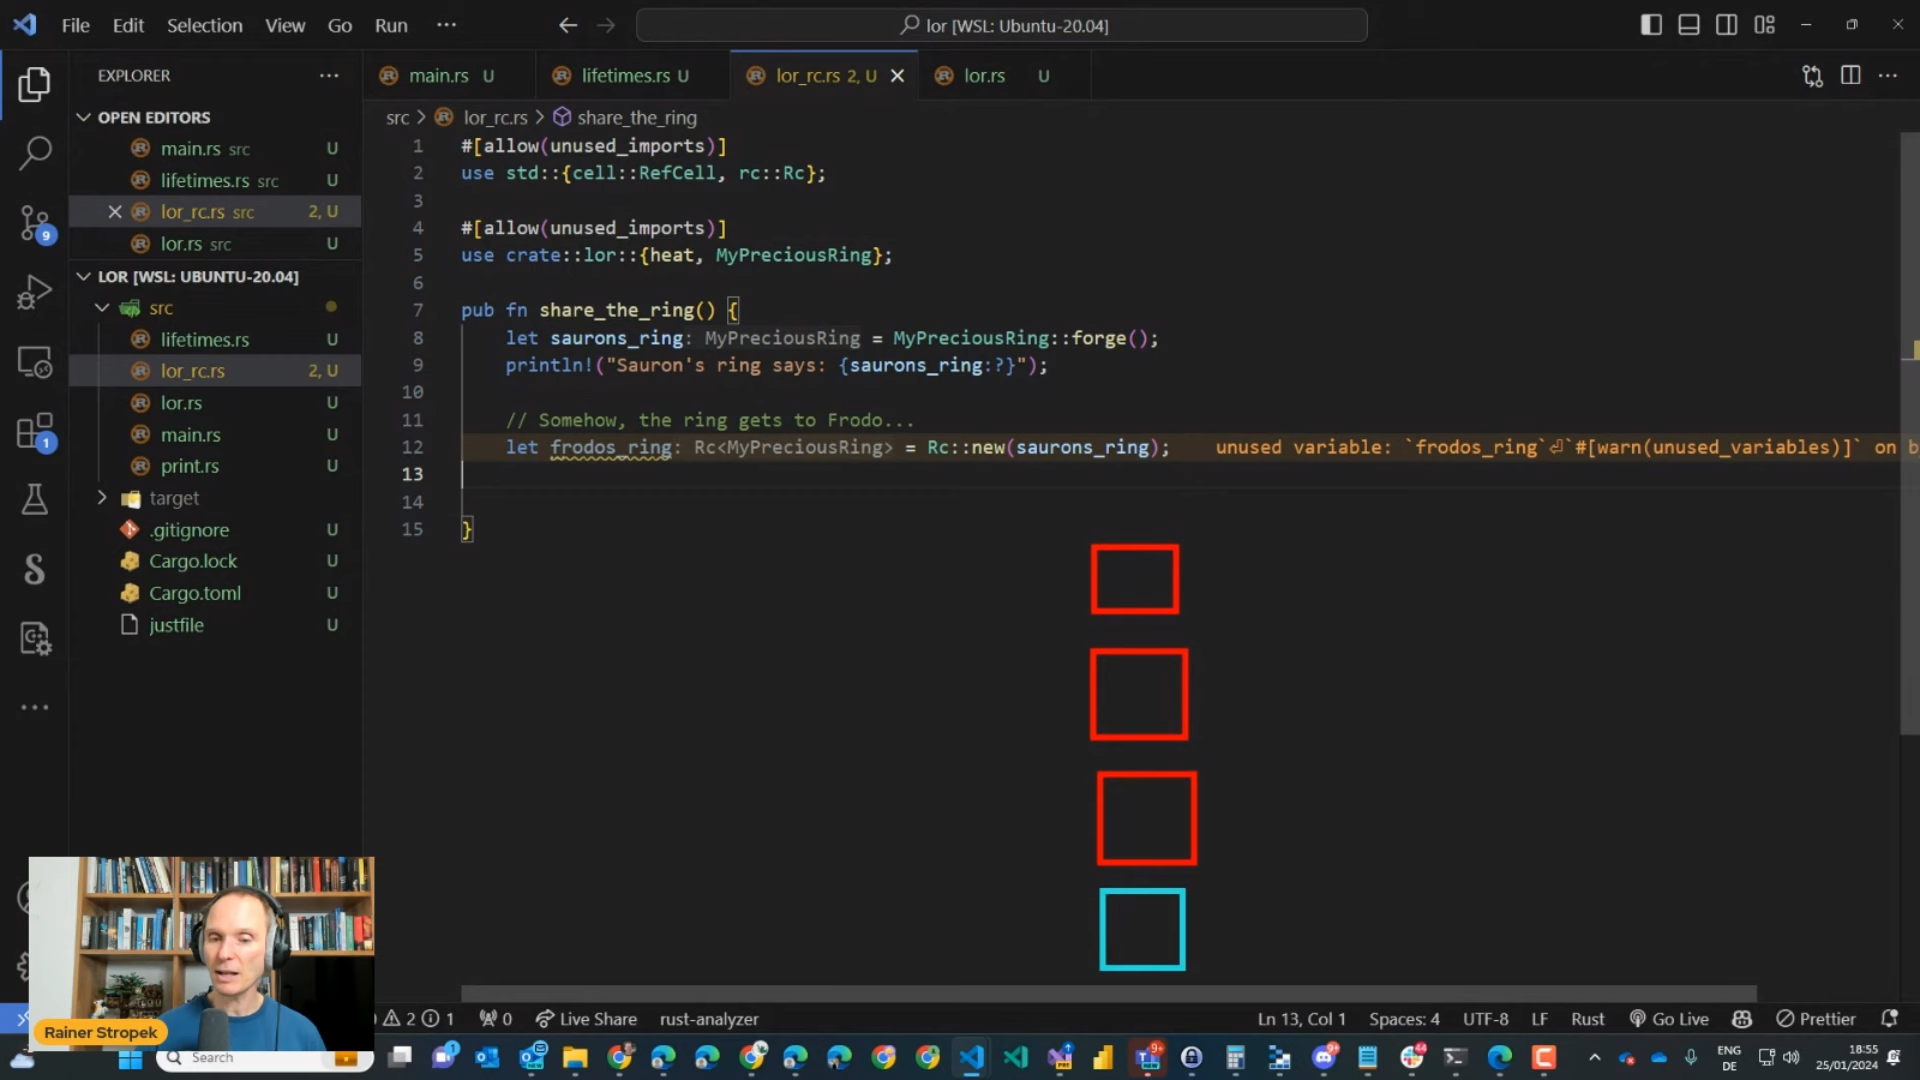 File Edit Selection View Go Run ...
lor [WSL: Ubuntu-20.04]
EXPLORER
main.rs U
lifetimes.rs U
lor_rc.rs 2, U
lor.rs U
OPEN EDITORS
main.rs src U
lifetimes.rs src U
lor_rc.rs src 2, U
lor.rs src U
LOR [WSL: UBUNTU-20.04]
src
lifetimes.rs U
lor_rc.rs 2, U
lor.rs U
main.rs U
print.rs U
target
.gitignore U
Cargo.lock U
Cargo.toml U
justfile U
9
1
src > lor_rc.rs > share_the_ring
1 #[allow(unused_imports)]
2 use std::{cell::RefCell, rc::Rc};
3
4 #[allow(unused_imports)]
5 use crate::lor::{heat, MyPreciousRing};
6
7 pub fn share_the_ring() {
8 let saurons_ring: MyPreciousRing = MyPreciousRing::forge();
9 println!("Sauron's ring says: {saurons_ring:?}");
10
11 // Somehow, the ring gets to Frodo...
12 let frodos_ring: Rc<MyPreciousRing> = Rc::new(saurons_ring); unused variable: `frodos_ring`⏎`#[warn(unused_variables)]` on b
13
14
15 }
Rainer Stropek
2 1 0 Live Share rust-analyzer
Ln 13, Col 1 Spaces: 4 UTF-8 LF Rust Go Live Prettier
Search
ENG
DE
18:55
25/01/2024